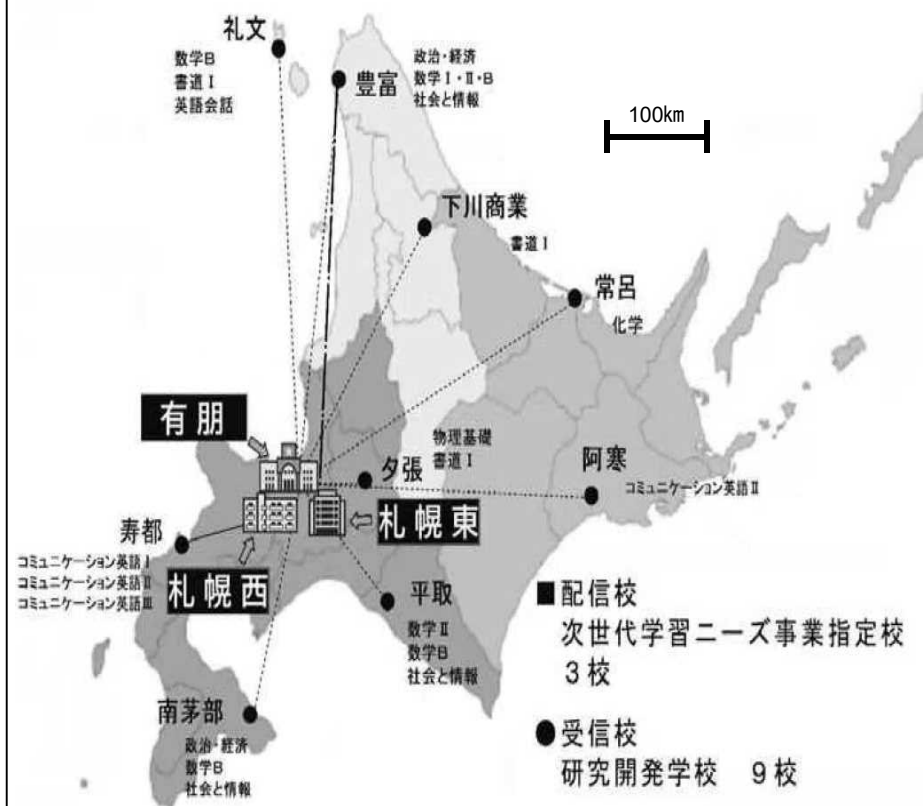 礼文
数学B
書道Ⅰ
英語会話
豊富
政治・経済
数学Ⅰ・Ⅱ・B
社会と情報
100km
下川商業
書道Ⅰ
常呂
化学
有朋
夕張
物理基礎
書道Ⅰ
阿寒
コミュニケーション英語Ⅱ
札幌東
寿都
コミュニケーション英語Ⅰ
コミュニケーション英語Ⅱ
コミュニケーション英語Ⅲ
札幌西
平取
数学Ⅱ
数学B
社会と情報
南茅部
政治・経済
数学B
社会と情報
■配信校
次世代学習ニーズ事業指定校
3校
●受信校
研究開発学校 9校